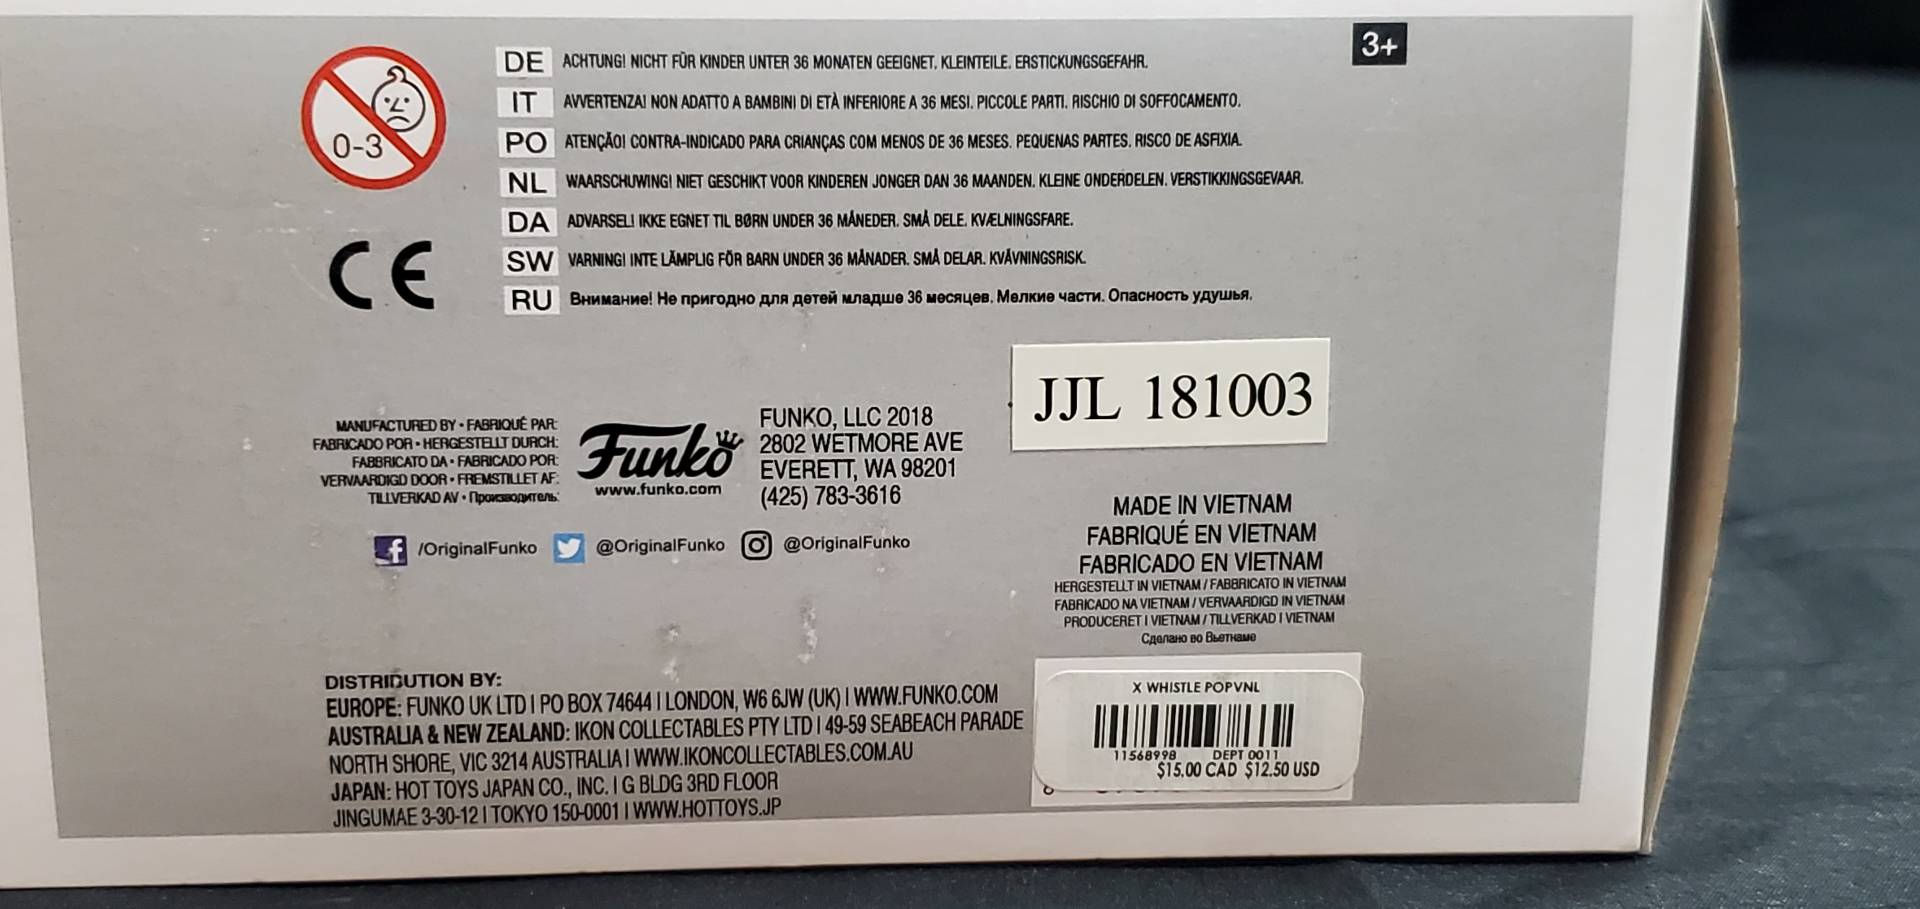 0-3
3+
DE ACHTUNG! NICHT FÜR KINDER UNTER 36 MONATEN GEEIGNET. KLEINTEILE. ERSTICKUNGSGEFAHR.
IT AVVERTENZA! NON ADATTO A BAMBINI DI ETÀ INFERIORE A 36 MESI. PICCOLE PARTI. RISCHIO DI SOFFOCAMENTO.
PO ATENÇÃO! CONTRA-INDICADO PARA CRIANÇAS COM MENOS DE 36 MESES. PEQUENAS PARTES. RISCO DE ASFIXIA.
NL WAARSCHUWING! NIET GESCHIKT VOOR KINDEREN JONGER DAN 36 MAANDEN. KLEINE ONDERDELEN. VERSTIKKINGSGEVAAR.
DA ADVARSEL! IKKE EGNET TIL BØRN UNDER 36 MÅNEDER. SMÅ DELE. KVÆLNINGSFARE.
SW VARNING! INTE LÄMPLIG FÖR BARN UNDER 36 MÅNADER. SMÅ DELAR. KVÄVNINGSRISK.
RU Внимание! Не пригодно для детей младше 36 месяцев. Мелкие части. Опасность удушья.
CE
JJL 181003
MANUFACTURED BY • FABRIQUÉ PAR:
FABRICADO POR • HERGESTELLT DURCH:
FABBRICATO DA • FABRICADO POR:
VERVAARDIGD DOOR • FREMSTILLET AF:
TILLVERKAD AV • Производитель:
Funko
www.funko.com
FUNKO, LLC 2018
2802 WETMORE AVE
EVERETT, WA 98201
(425) 783-3616
/OriginalFunko @OriginalFunko @OriginalFunko
MADE IN VIETNAM
FABRIQUÉ EN VIETNAM
FABRICADO EN VIETNAM
HERGESTELLT IN VIETNAM / FABBRICATO IN VIETNAM
FABRICADO NA VIETNAM / VERVAARDIGD IN VIETNAM
PRODUCERET I VIETNAM / TILLVERKAD I VIETNAM
Сделано во Вьетнаме
DISTRIBUTION BY:
EUROPE: FUNKO UK LTD | PO BOX 74644 | LONDON, W6 6JW (UK) | WWW.FUNKO.COM
AUSTRALIA & NEW ZEALAND: IKON COLLECTABLES PTY LTD | 49-59 SEABEACH PARADE
NORTH SHORE, VIC 3214 AUSTRALIA | WWW.IKONCOLLECTABLES.COM.AU
JAPAN: HOT TOYS JAPAN CO., INC. | G BLDG 3RD FLOOR
JINGUMAE 3-30-12 | TOKYO 150-0001 | WWW.HOTTOYS.JP
X WHISTLE POPVNL
11568998 DEPT 0011
$15.00 CAD $12.50 USD